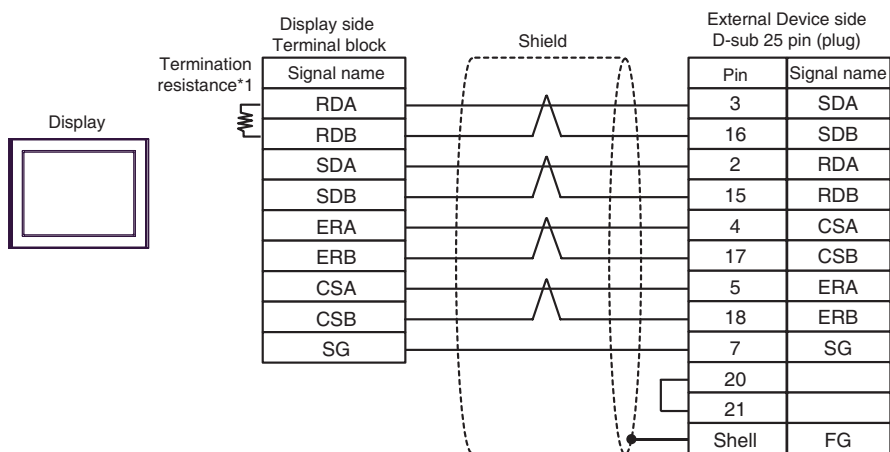 Display side
Terminal block
Shield
External Device side
D-sub 25 pin (plug)
Termination
resistance*1
Display
Signal name
Pin Signal name
RDA 3 SDA
RDB 16 SDB
SDA 2 RDA
SDB 15 RDB
ERA 4 CSA
ERB 17 CSB
CSA 5 ERA
CSB 18 ERB
SG 7 SG
20
21
Shell FG